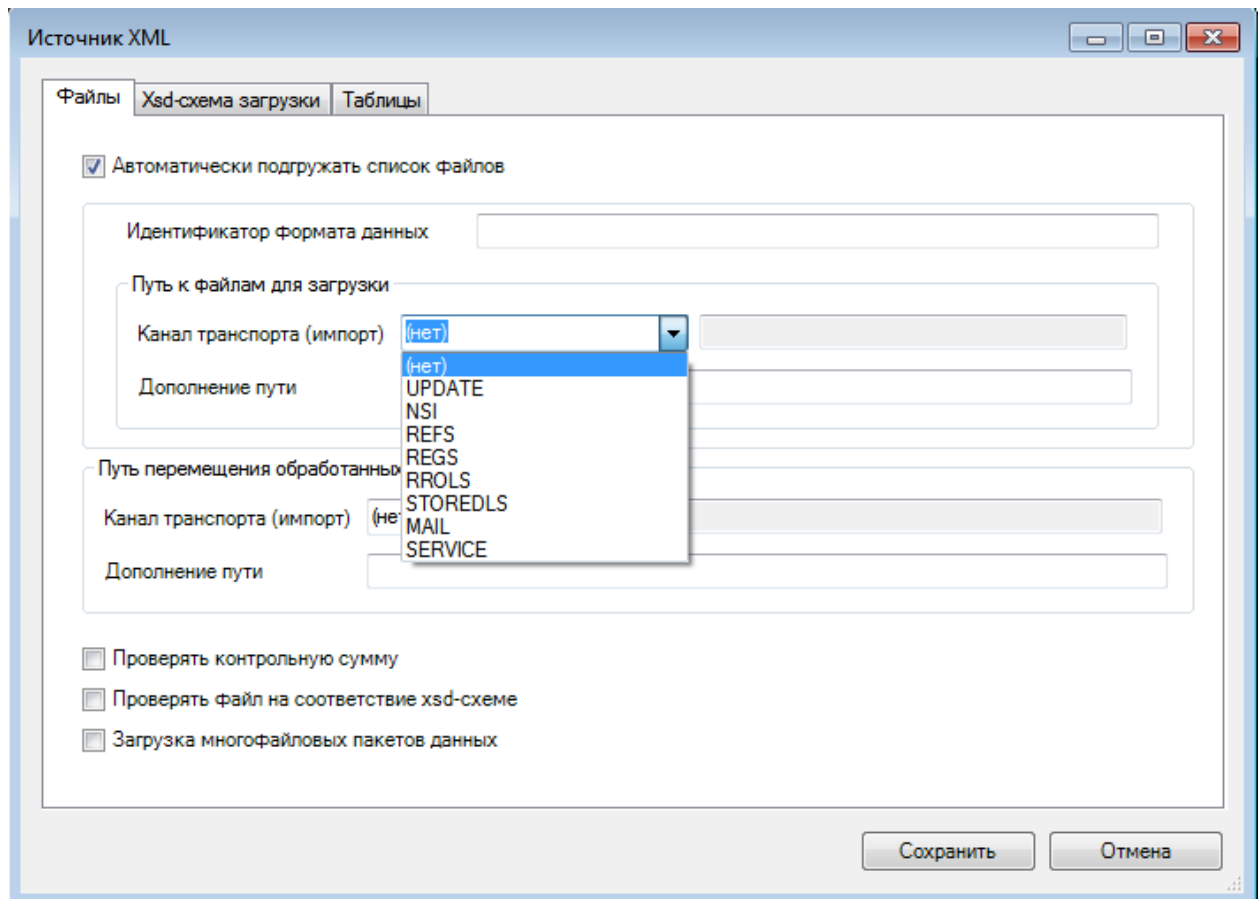 Источник XML
Файлы Xsd-схема загрузки Таблицы
Автоматически подгружать список файлов
Идентификатор формата данных
Путь к файлам для загрузки
Канал транспорта (импорт) (нет)
(нет)
Дополнение пути
UPDATE
NSI
REFS
REGS
RROLS
STOREDLS
MAIL
SERVICE
Путь перемещения обработанных
Канал транспорта (импорт) (не
Дополнение пути
Проверять контрольную сумму
Проверять файл на соответствие xsd-схеме
Загрузка многофайловых пакетов данных
Сохранить Отмена